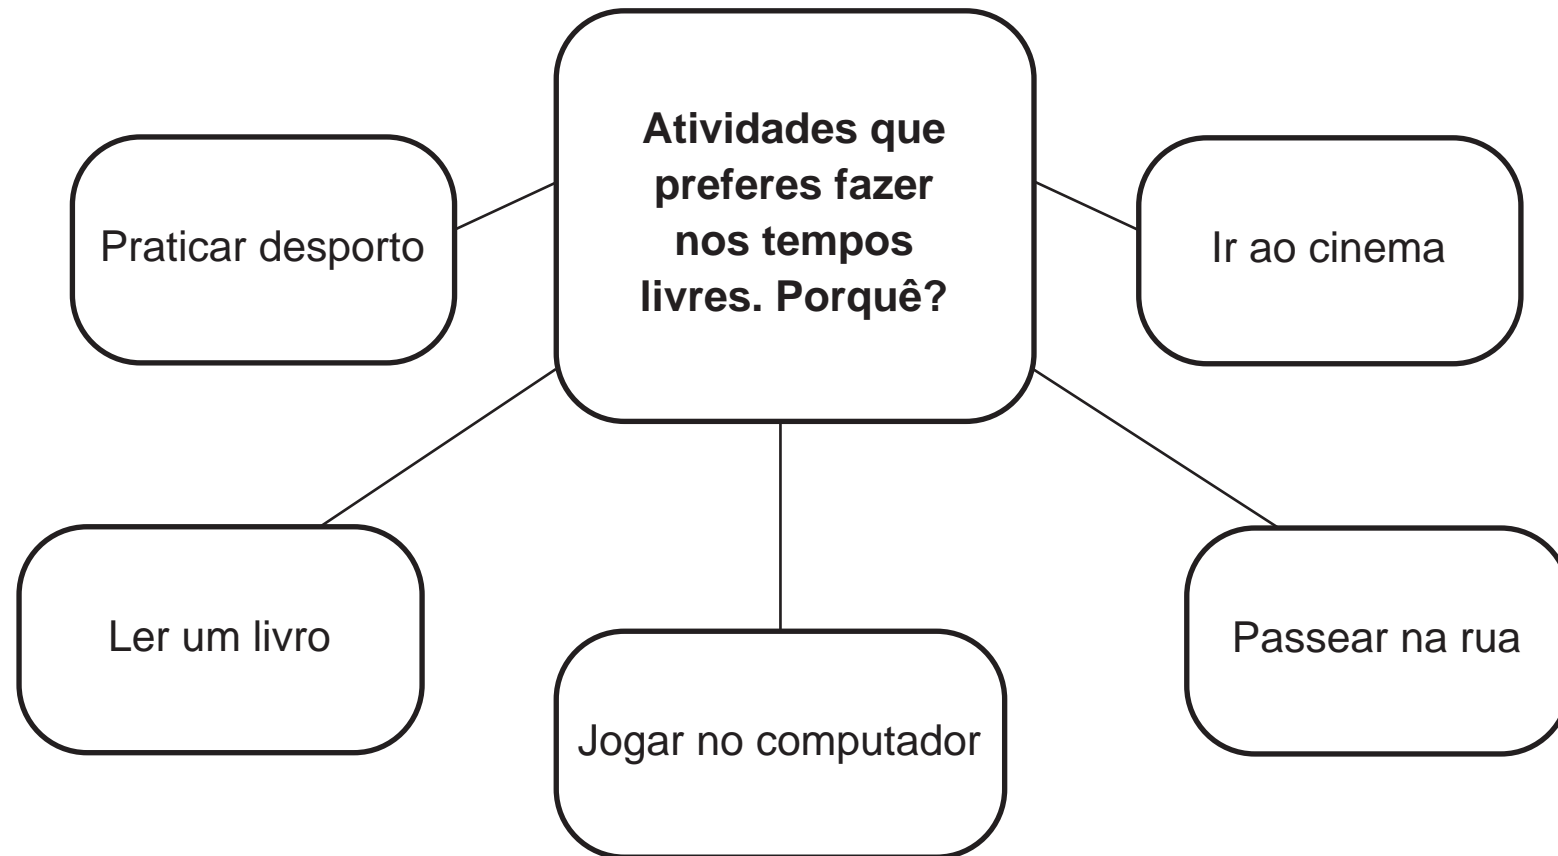 Atividades que
preferes fazer
nos tempos
livres. Porquê?
Praticar desporto
Ir ao cinema
Ler um livro
Passear na rua
Jogar no computador